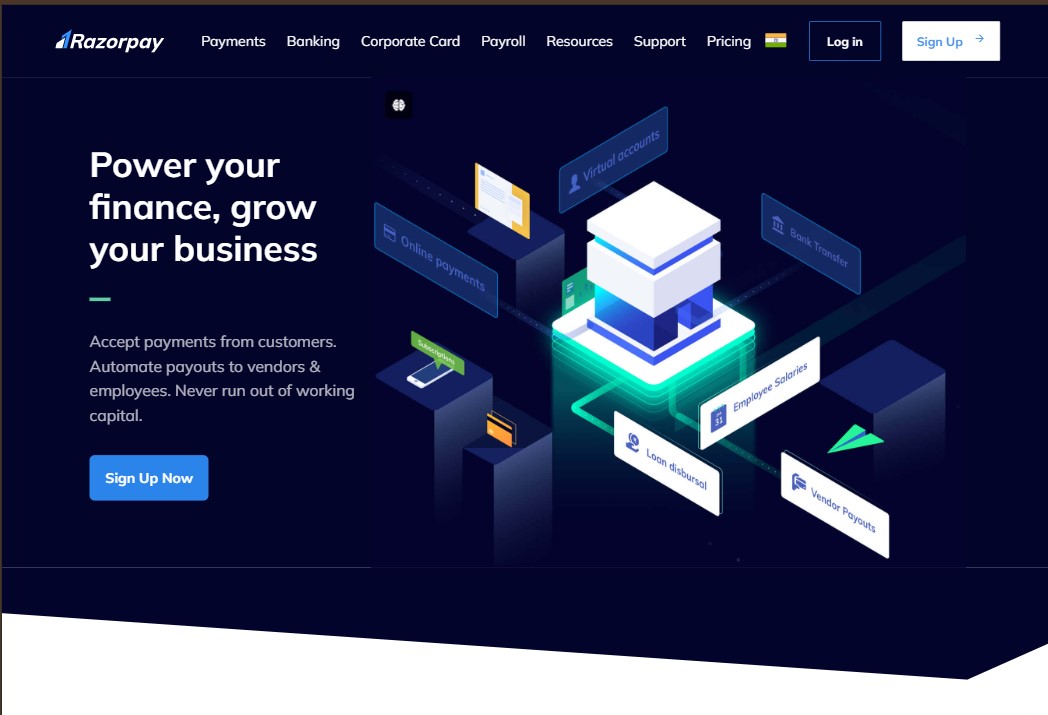 Razorpay
Payments Banking Corporate Card Payroll Resources Support Pricing Log in Sign Up →
Power your
finance, grow
your business
Accept payments from customers.
Automate payouts to vendors &
employees. Never run out of working
capital.
Sign Up Now
Virtual accounts
Online payments
Bank Transfer
Subscriptions
Employee Salaries
31
Loan disbursal
Vendor Payouts